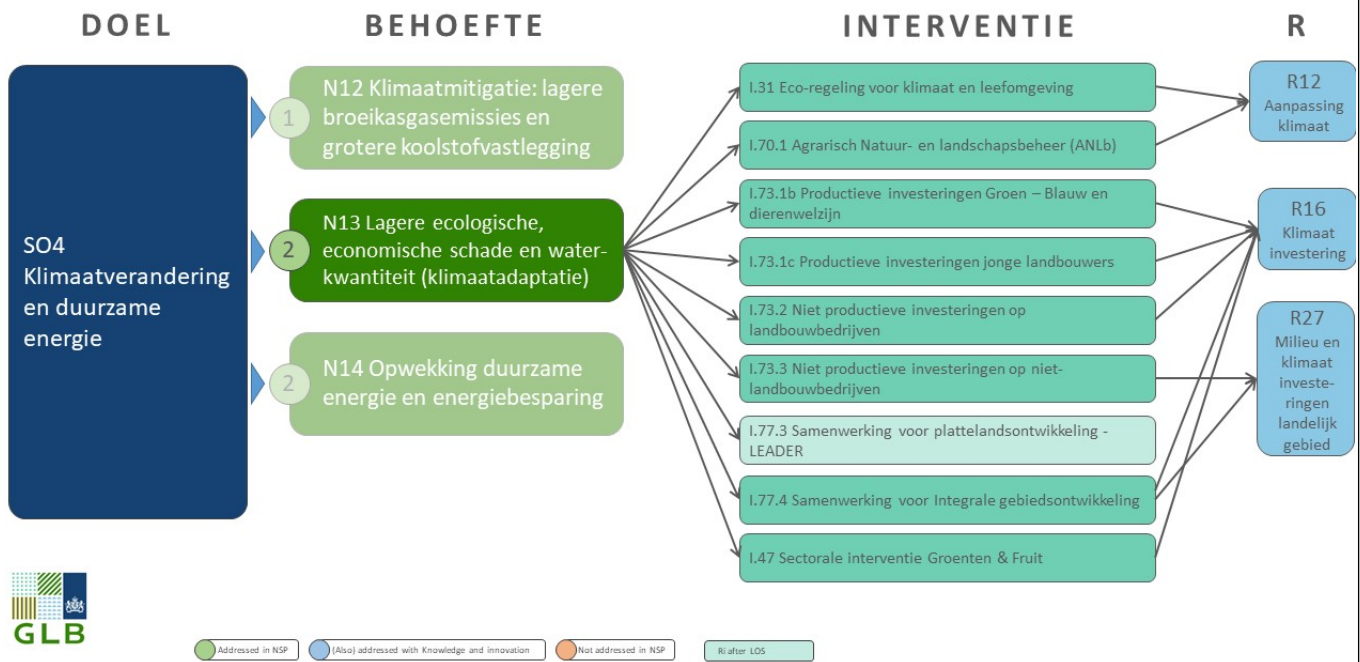 DOEL
BEHOEFTE
INTERVENTIE
R
SO4
Klimaatverandering
en duurzame
energie
1
N12 Klimaatmitigatie: lagere
broeikasgasemissies en
grotere koolstofvastlegging
2
N13 Lagere ecologische,
economische schade en water-
kwantiteit (klimaatadaptatie)
2
N14 Opwekking duurzame
energie en energiebesparing
I.31 Eco-regeling voor klimaat en leefomgeving
I.70.1 Agrarisch Natuur- en landschapsbeheer (ANLb)
I.73.1b Productieve investeringen Groen – Blauw en
dierenwelzijn
I.73.1c Productieve investeringen jonge landbouwers
I.73.2 Niet productieve investeringen op
landbouwbedrijven
I.73.3 Niet productieve investeringen op niet-
landbouwbedrijven
I.77.3 Samenwerking voor plattelandsontwikkeling -
LEADER
I.77.4 Samenwerking voor Integrale gebiedsontwikkeling
I.47 Sectorale interventie Groenten & Fruit
R12
Aanpassing
klimaat
R16
Klimaat
investering
R27
Milieu en
klimaat
investe-
ringen
landelijk
gebied
GLB
Addressed in NSP
(Also) addressed with Knowledge and innovation
Not addressed in NSP
Ri after LOS